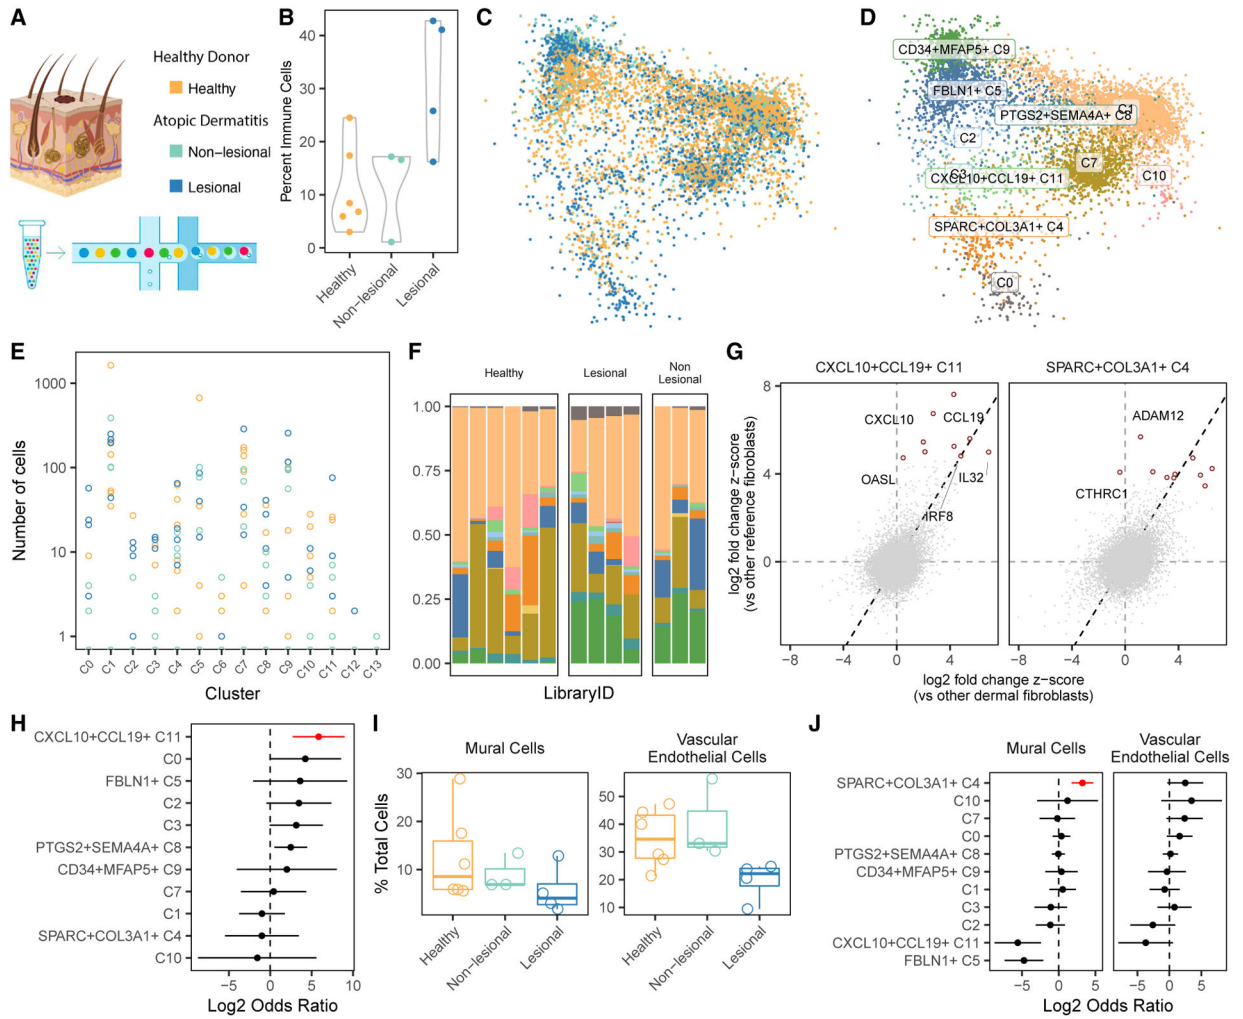 A
Healthy Donor
Healthy
Atopic Dermatitis
Non-lesional
Lesional
B
Percent Immune Cells
40
30
20
10
0
Healthy
Non-lesional
Lesional
C
D
CD34+MFAP5+ C9
FBLN1+ C5
C1
PTGS2+SEMA4A+ C8
C2
C7
C3
CXCL10+CCL19+ C11
C10
SPARC+COL3A1+ C4
C0
E
Number of cells
1000
100
10
1
C0
C1
C2
C3
C4
C5
C6
C7
C8
C9
C10
C11
C12
C13
Cluster
F
Healthy
Lesional
Non
Lesional
1.00
0.75
0.50
0.25
0.00
LibraryID
G
CXCL10+CCL19+ C11
SPARC+COL3A1+ C4
log2 fold change z-score
(vs other reference fibroblasts)
8
4
0
CXCL10
CCL19
OASL
IL32
IRF8
ADAM12
CTHRC1
−8
−4
0
4
−8
−4
0
4
log2 fold change z-score
(vs other dermal fibroblasts)
H
CXCL10+CCL19+ C11
C0
FBLN1+ C5
C2
C3
PTGS2+SEMA4A+ C8
CD34+MFAP5+ C9
C7
C1
SPARC+COL3A1+ C4
C10
−5
0
5
10
Log2 Odds Ratio
I
Mural Cells
Vascular
Endothelial Cells
% Total Cells
30
20
10
50
40
30
20
10
Healthy
Non-lesional
Lesional
Healthy
Non-lesional
Lesional
J
Mural Cells
Vascular
Endothelial Cells
SPARC+COL3A1+ C4
C10
C7
C0
PTGS2+SEMA4A+ C8
CD34+MFAP5+ C9
C1
C3
C2
CXCL10+CCL19+ C11
FBLN1+ C5
−5
0
5
−5
0
5
Log2 Odds Ratio